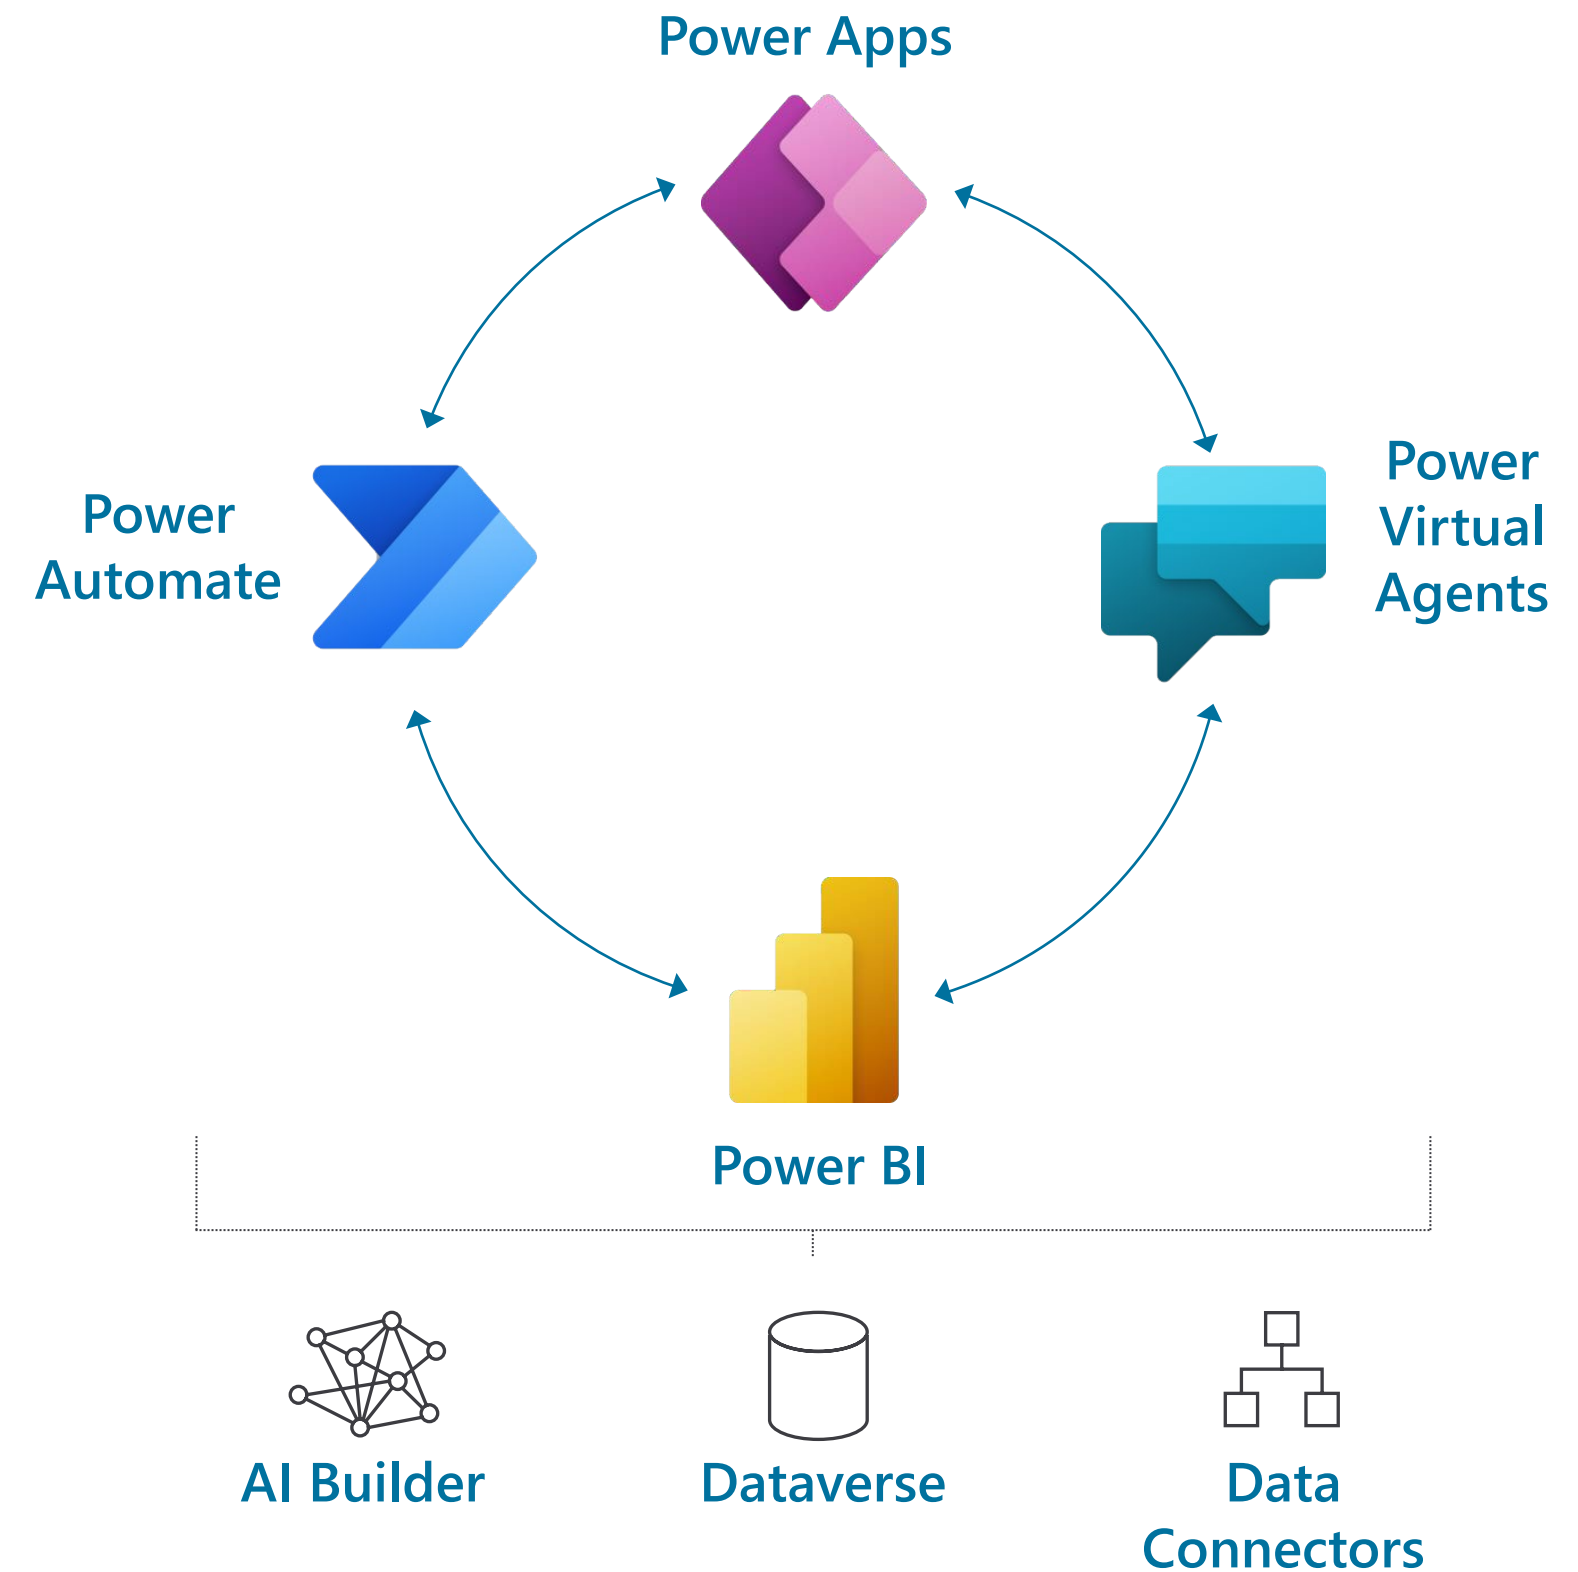 Power Apps
Power
Automate
Power
Virtual
Agents
Power BI
AI Builder
Dataverse
Data
Connectors